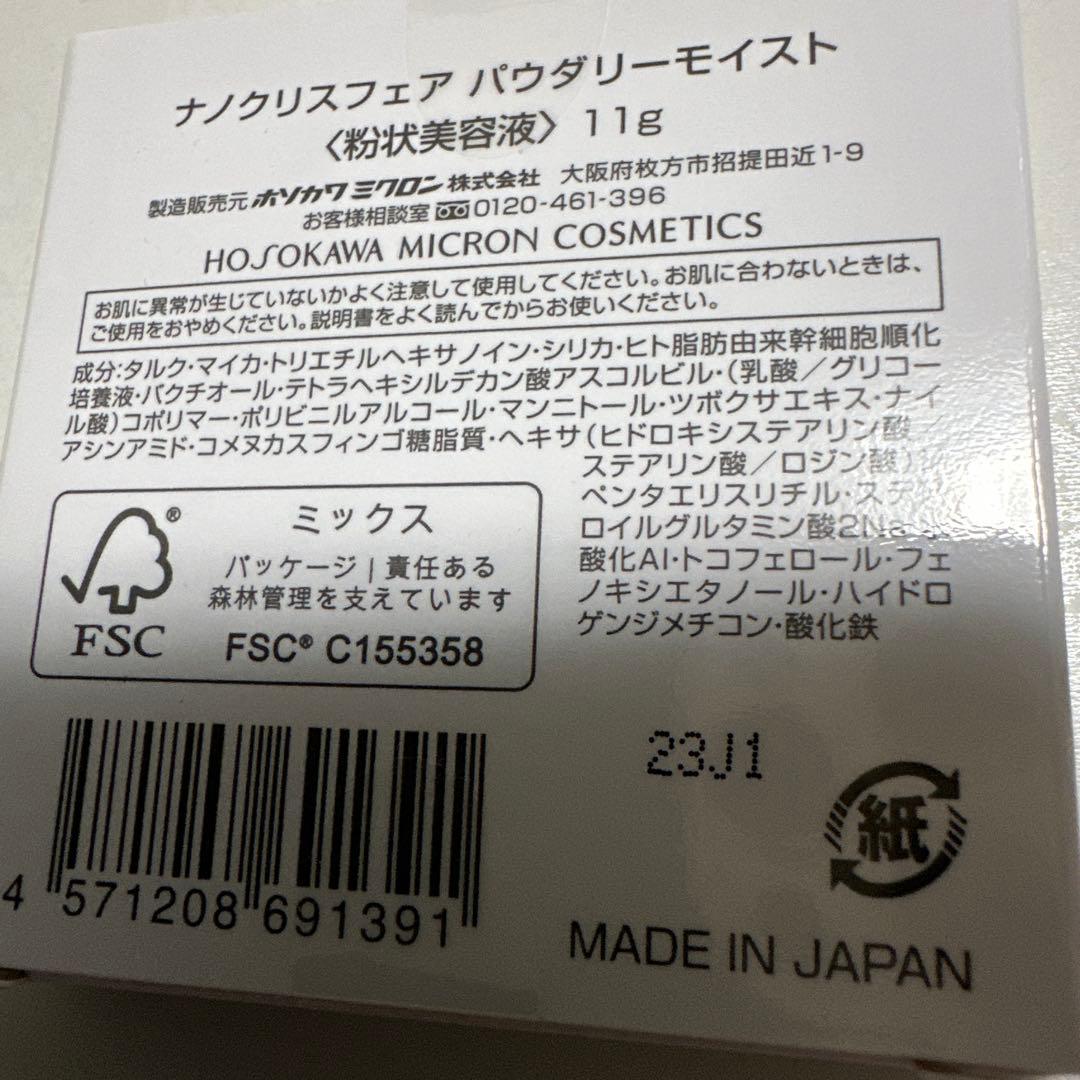 ナノクリスフェア パウダリーモイスト
〈粉状美容液〉 11g
製造販売元 ホソカワミクロン株式会社 大阪府枚方市招提田近1-9
お客様相談室 0120-461-396
HOSOKAWA MICRON COSMETICS
お肌に異常が生じていないかよく注意して使用してください。お肌に合わないときは、
ご使用をおやめください。説明書をよく読んでからお使いください。
成分:タルク・マイカ・トリエチルヘキサノイン・シリカ・ヒト脂肪由来幹細胞順化
培養液・バクチオール・テトラヘキシルデカン酸アスコルビル・(乳酸／グリコー
ル酸)コポリマー・ポリビニルアルコール・マンニトール・ツボクサエキス・ナイ
アシンアミド・コメヌカスフィンゴ糖脂質・ヘキサ(ヒドロキシステアリン酸／
ステアリン酸／ロジン酸)
ペンタエリスリチル・ステア
ロイルグルタミン酸2Na
酸化Al・トコフェロール・フェ
ノキシエタノール・ハイドロ
ゲンジメチコン・酸化鉄
FSC®
ミックス
パッケージ | 責任ある
森林管理を支えています
FSC® C155358
23J1
4 571208 691391
紙
MADE IN JAPAN